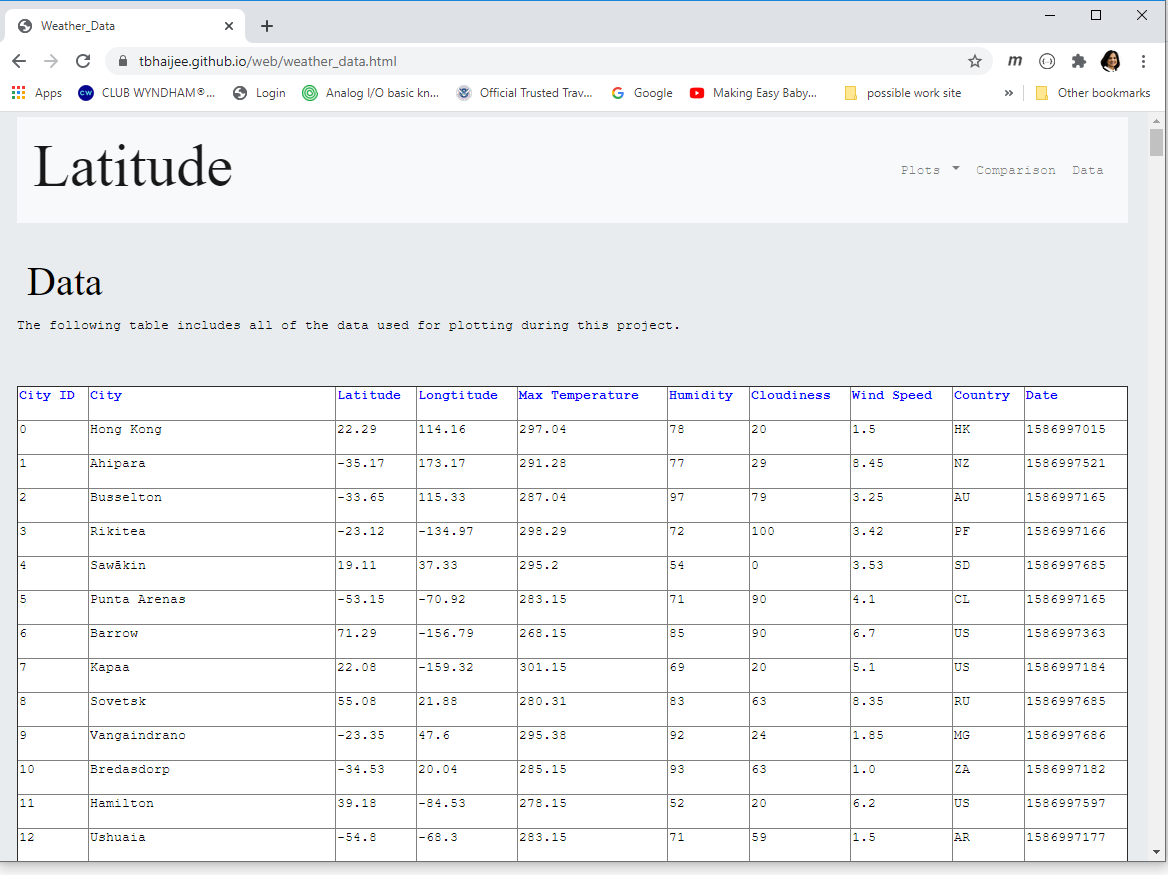 Weather_Data
tbhaijee.github.io/web/weather_data.html
m
Apps CW CLUB WYNDHAM®... Login Analog I/O basic kn... Official Trusted Trav... G Google Making Easy Baby... possible work site » Other bookmarks
Latitude Plots Comparison Data
Data
The following table includes all of the data used for plotting during this project.
City ID City Latitude Longtitude Max Temperature Humidity Cloudiness Wind Speed Country Date
0 Hong Kong 22.29 114.16 297.04 78 20 1.5 HK 1586997015
1 Ahipara -35.17 173.17 291.28 77 29 8.45 NZ 1586997521
2 Busselton -33.65 115.33 287.04 97 79 3.25 AU 1586997165
3 Rikitea -23.12 -134.97 298.29 72 100 3.42 PF 1586997166
4 Sawākin 19.11 37.33 295.2 54 0 3.53 SD 1586997685
5 Punta Arenas -53.15 -70.92 283.15 71 90 4.1 CL 1586997165
6 Barrow 71.29 -156.79 268.15 85 90 6.7 US 1586997363
7 Kapaa 22.08 -159.32 301.15 69 20 5.1 US 1586997184
8 Sovetsk 55.08 21.88 280.31 83 63 8.35 RU 1586997685
9 Vangaindrano -23.35 47.6 295.38 92 24 1.85 MG 1586997686
10 Bredasdorp -34.53 20.04 285.15 93 63 1.0 ZA 1586997182
11 Hamilton 39.18 -84.53 278.15 52 20 6.2 US 1586997597
12 Ushuaia -54.8 -68.3 283.15 71 59 1.5 AR 1586997177